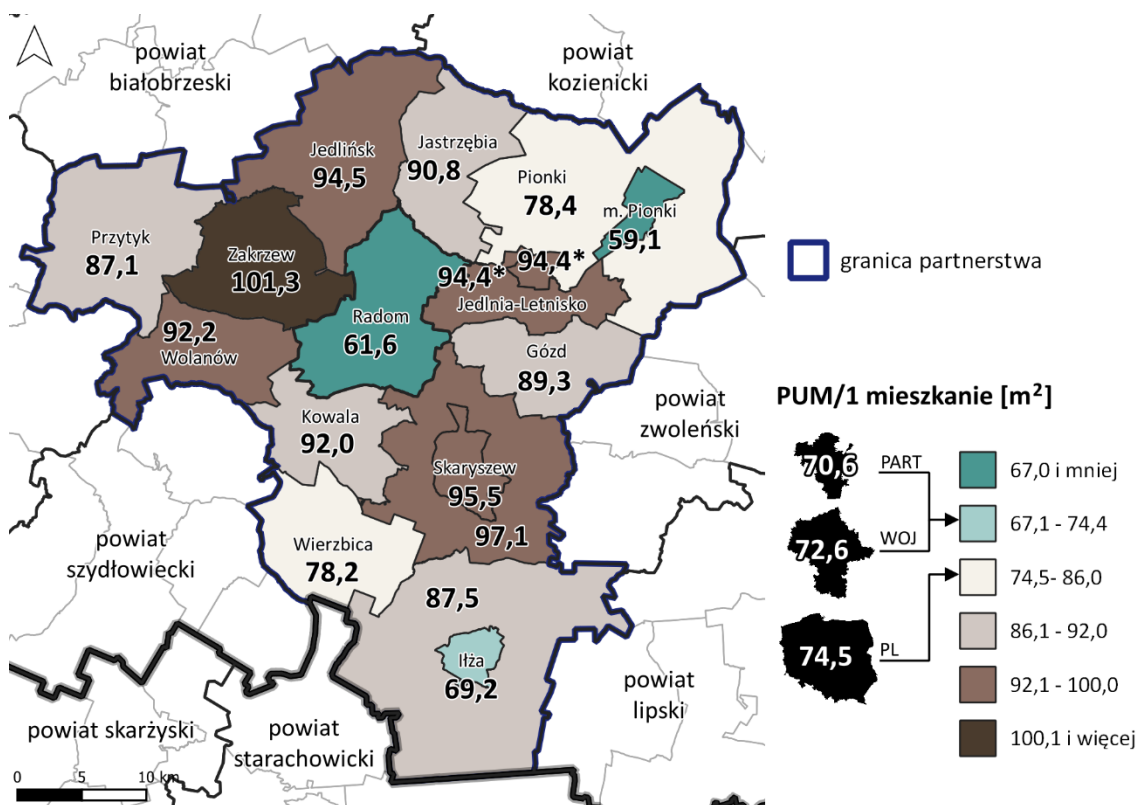 powiat
białobrzeski
powiat
kozienicki
Jedlińsk
94,5
Jastrzębia
90,8
Pionki
78,4
m. Pionki
59,1
Przytyk
87,1
Zakrzew
101,3
94,4*
94,4*
Jedlnia-Letnisko
Radom
61,6
92,2
Wolanów
Gózd
89,3
Kowala
92,0
powiat
zwoleński
Skaryszew
95,5
97,1
Wierzbica
78,2
powiat
szydłowiecki
87,5
Iłża
69,2
powiat
lipski
powiat skarżyski
powiat
starachowicki
0 5 10 km
granica partnerstwa
PUM/1 mieszkanie [m²]
70,6 PART
72,6 WOJ
74,5 PL
67,0 i mniej
67,1 - 74,4
74,5- 86,0
86,1 - 92,0
92,1 - 100,0
100,1 i więcej